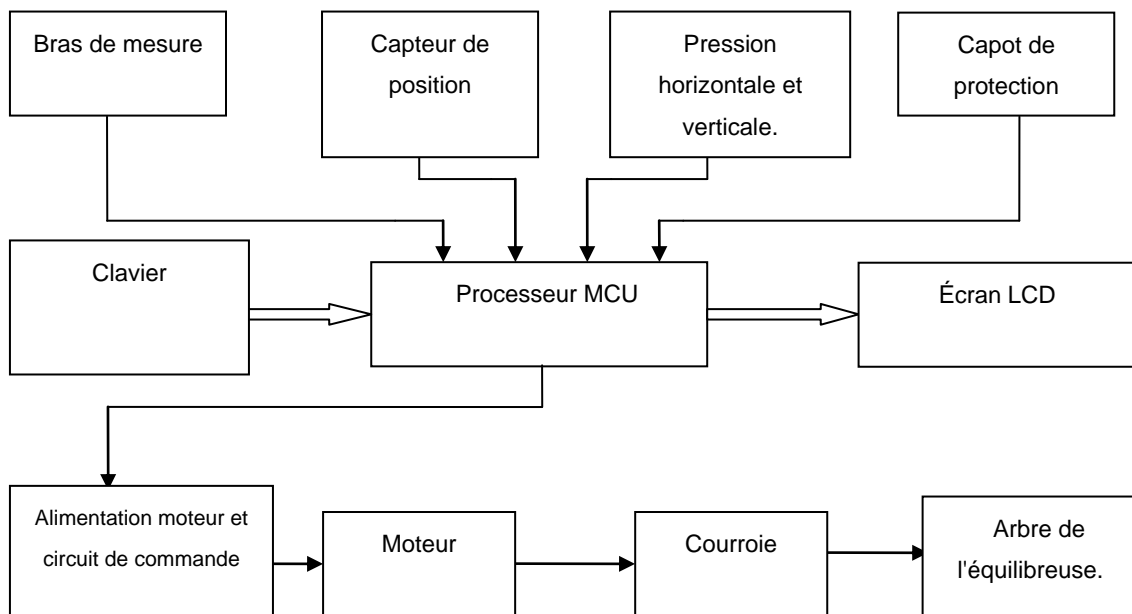 Bras de mesure
Capteur de
position
Pression
horizontale et
verticale.
Capot de
protection
Clavier
Processeur MCU
Écran LCD
Alimentation moteur et
circuit de commande
Moteur
Courroie
Arbre de
l'équilibreuse.